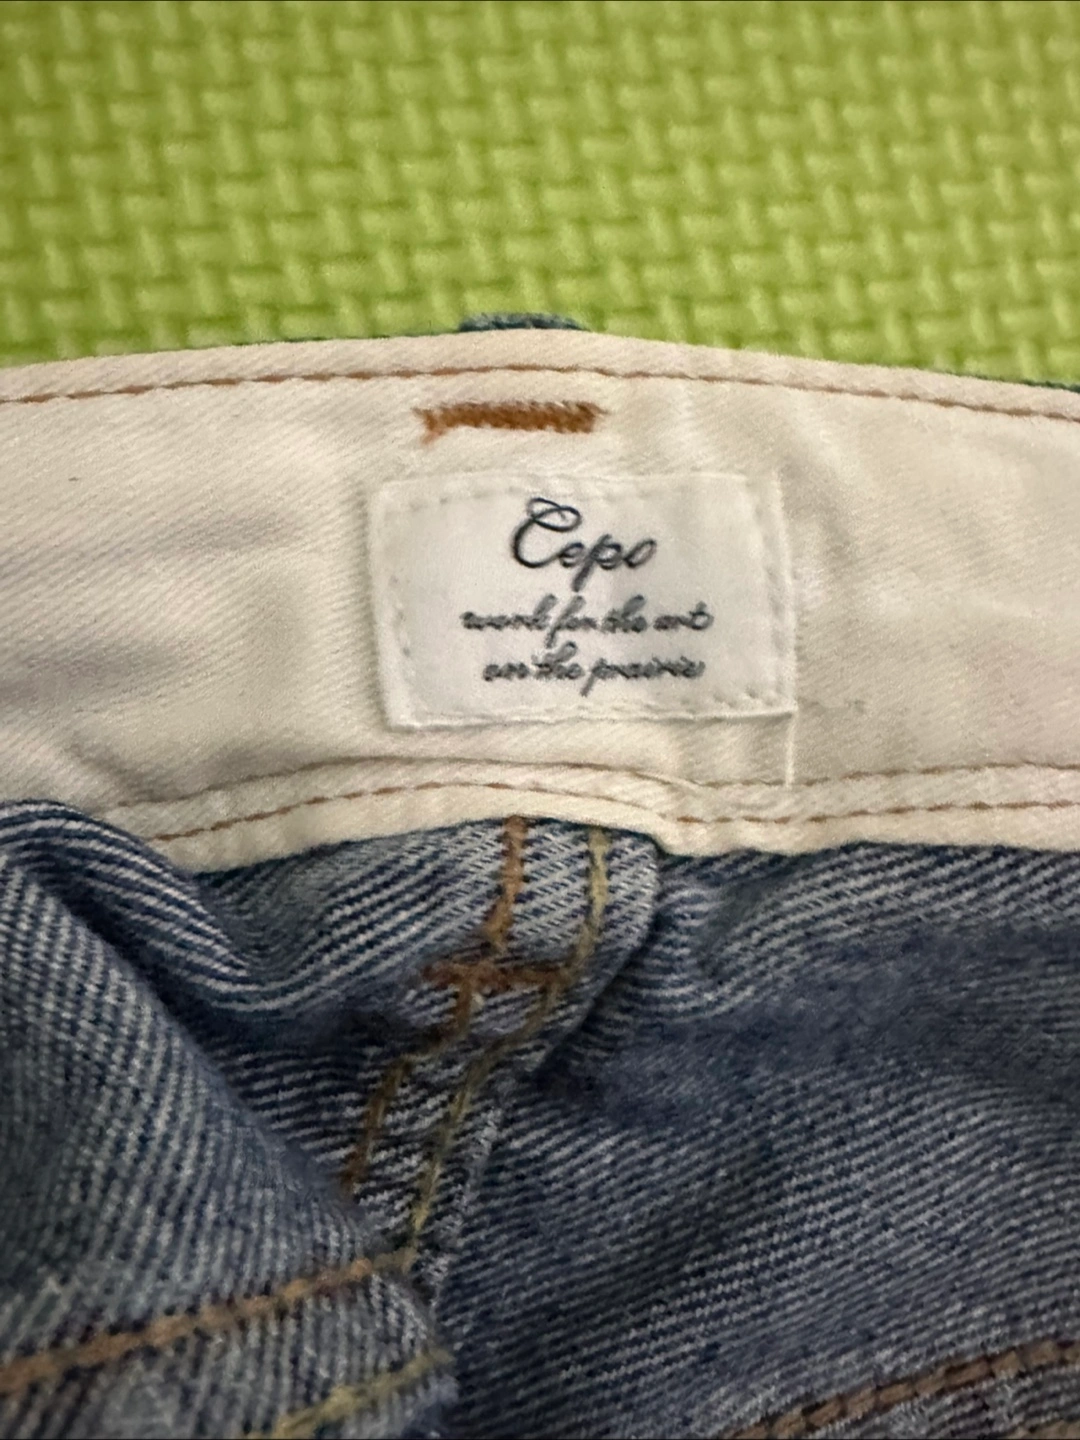 Cepo
work for the art
on the prairie